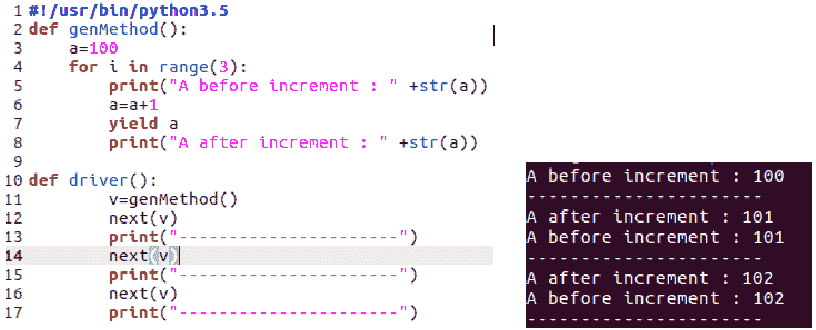 1 #!/usr/bin/python3.5
2 def genMethod():
3     a=100
4     for i in range(3):
5         print("A before increment : " +str(a))
6         a=a+1
7         yield a
8         print("A after increment : " +str(a))
9
10 def driver():
11         v=genMethod()
12         next(v)
13         print("----------------------")
14         next(v)
15         print("----------------------")
16         next(v)
17         print("----------------------")
A before increment : 100
----------------------
A after increment : 101
A before increment : 101
----------------------
A after increment : 102
A before increment : 102
----------------------